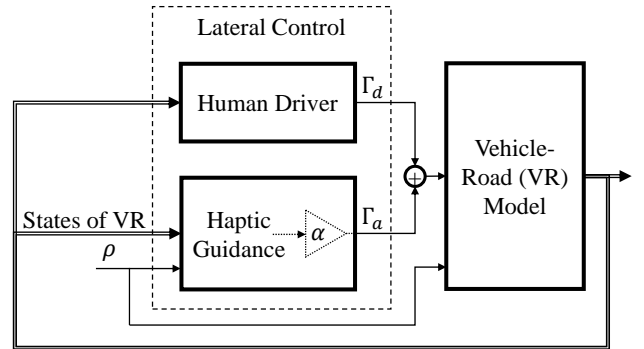 Lateral Control
Human Driver
Γd
Vehicle-
Road (VR)
Model
+
States of VR
Haptic
Guidance
α
Γa
ρ